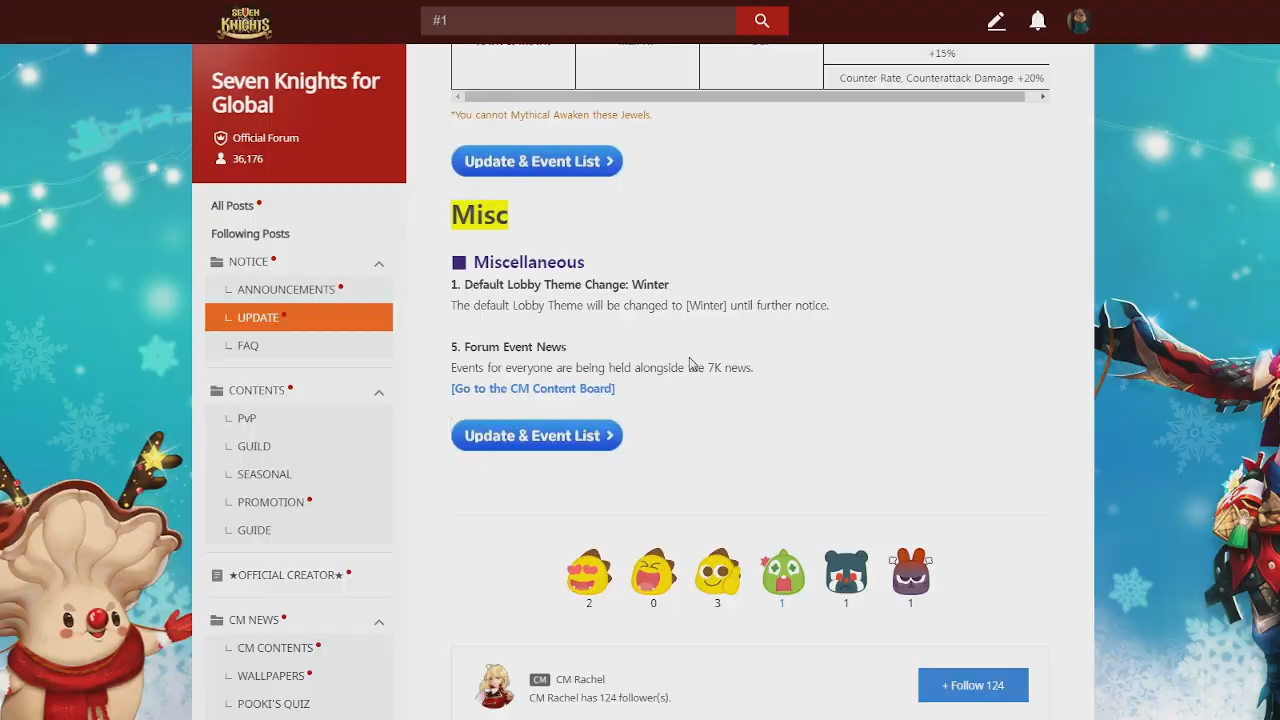 SEVEN
KNIGHTS
#1
Seven Knights for
Global
Official Forum
36,176
All Posts
Following Posts
NOTICE
ANNOUNCEMENTS
UPDATE
FAQ
CONTENTS
PvP
GUILD
SEASONAL
PROMOTION
GUIDE
★OFFICIAL CREATOR★
CM NEWS
CM CONTENTS
WALLPAPERS
POOKI'S QUIZ
+15%
Counter Rate, Counterattack Damage +20%
*You cannot Mythical Awaken these Jewels.
Update & Event List
Misc
■ Miscellaneous
1. Default Lobby Theme Change: Winter
The default Lobby Theme will be changed to [Winter] until further notice.
5. Forum Event News
Events for everyone are being held alongside the 7K news.
[Go to the CM Content Board]
Update & Event List
2 0 3 1 1 1
CM CM Rachel
CM Rachel has 124 follower(s).
+ Follow 124